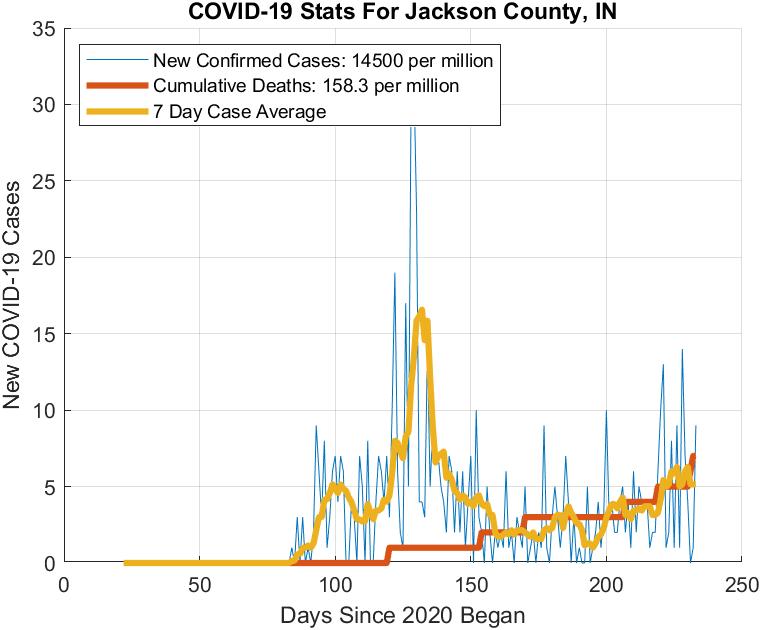 COVID-19 Stats For Jackson County, IN
New Confirmed Cases: 14500 per million
Cumulative Deaths: 158.3 per million
7 Day Case Average
New COVID-19 Cases
35
30
25
20
15
10
5
0
0 50 100 150 200 250
Days Since 2020 Began